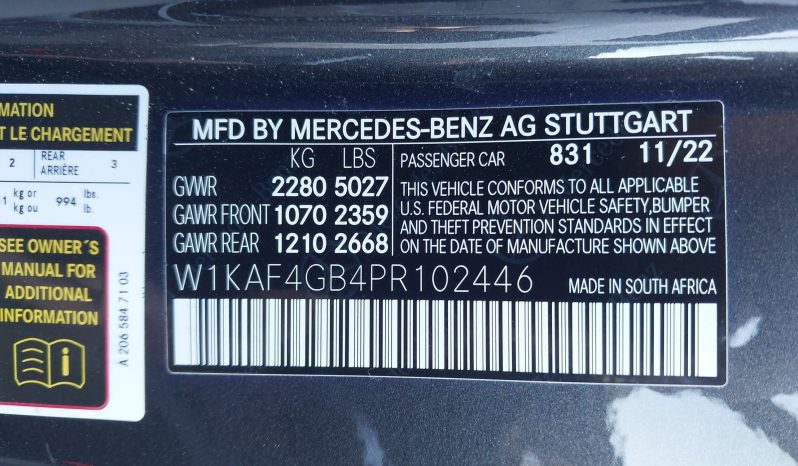 MATION
T LE CHARGEMENT
2 REAR ARRIÈRE 3
1 kg or kg ou 994 lbs. lb.
SEE OWNER´S
MANUAL FOR
ADDITIONAL
INFORMATION
A 206 584 71 03
MFD BY MERCEDES-BENZ AG STUTTGART
KG LBS
GVWR 2280 5027
GAWR FRONT 1070 2359
GAWR REAR 1210 2668
PASSENGER CAR 831 11/22
THIS VEHICLE CONFORMS TO ALL APPLICABLE
U.S. FEDERAL MOTOR VEHICLE SAFETY,BUMPER
AND THEFT PREVENTION STANDARDS IN EFFECT
ON THE DATE OF MANUFACTURE SHOWN ABOVE
W1KAF4GB4PR102446 MADE IN SOUTH AFRICA